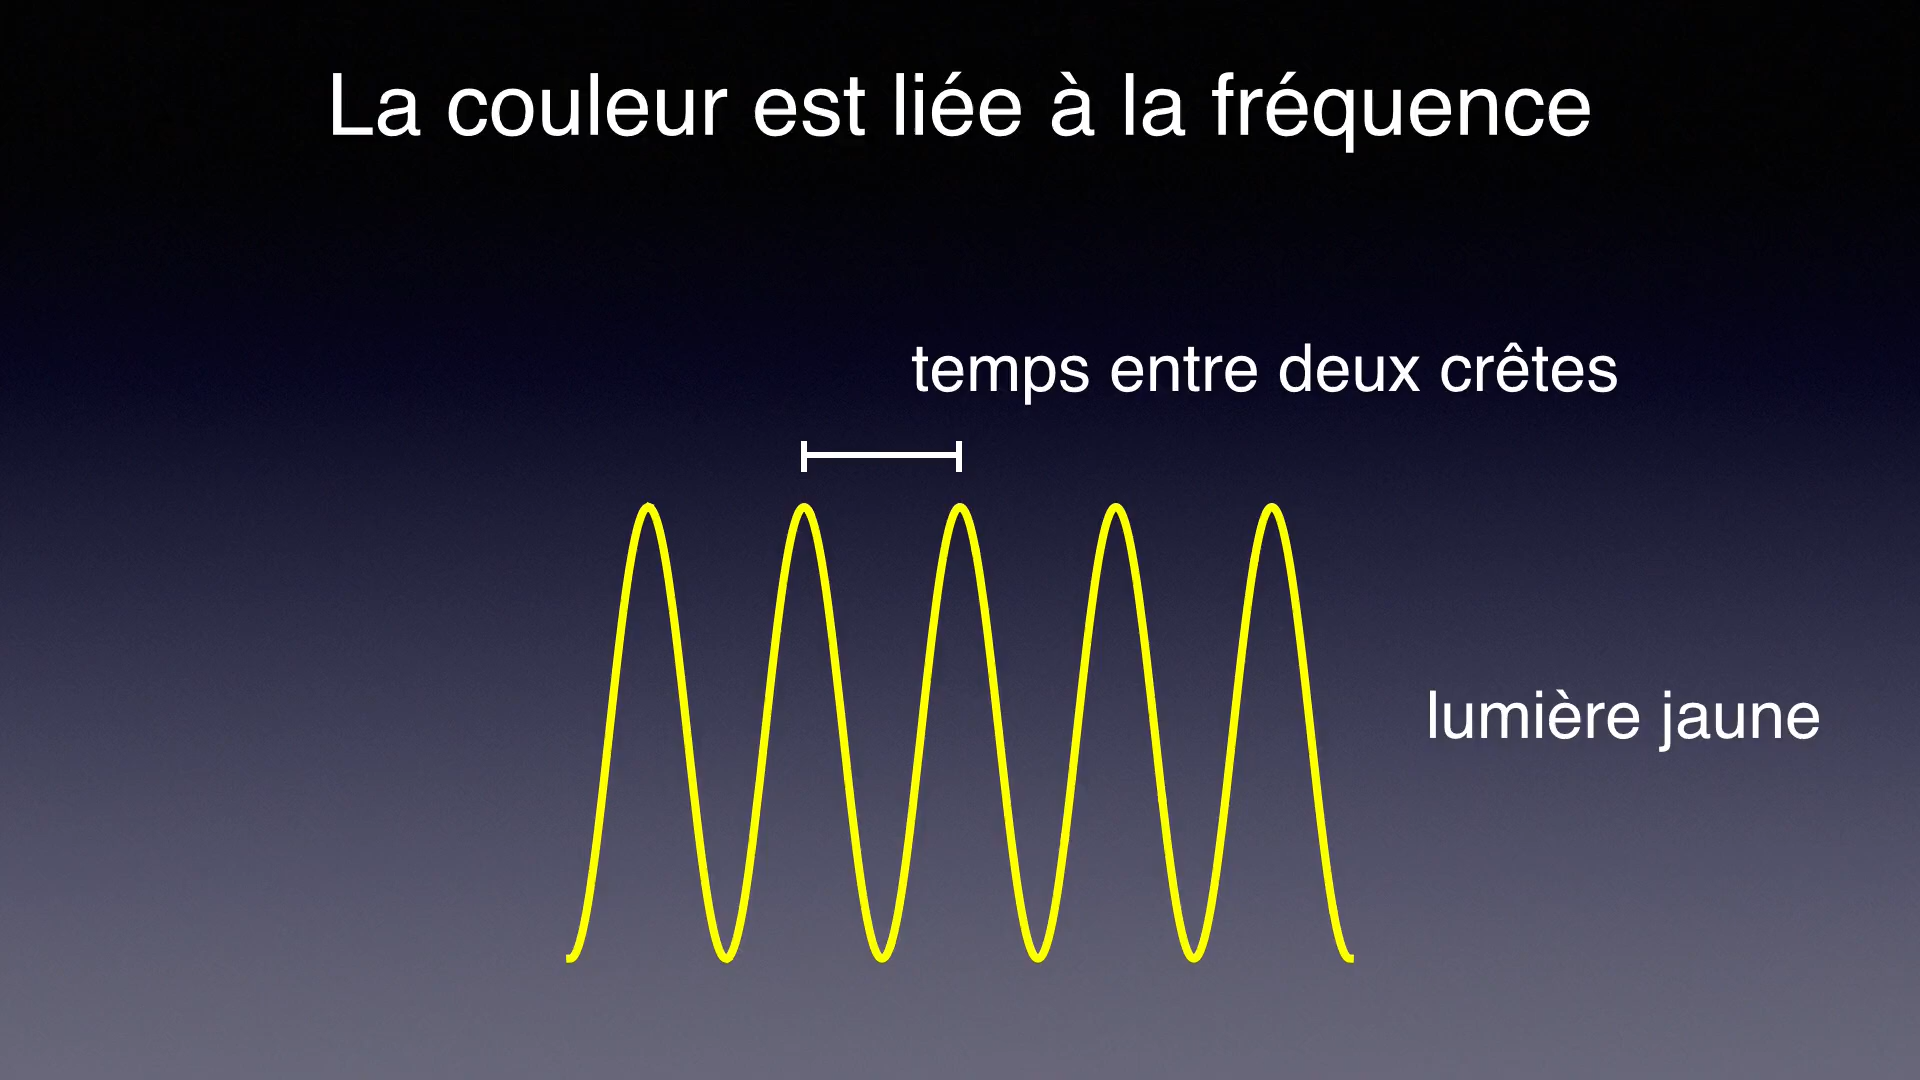 La couleur est liée à la fréquence
temps entre deux crêtes
lumière jaune